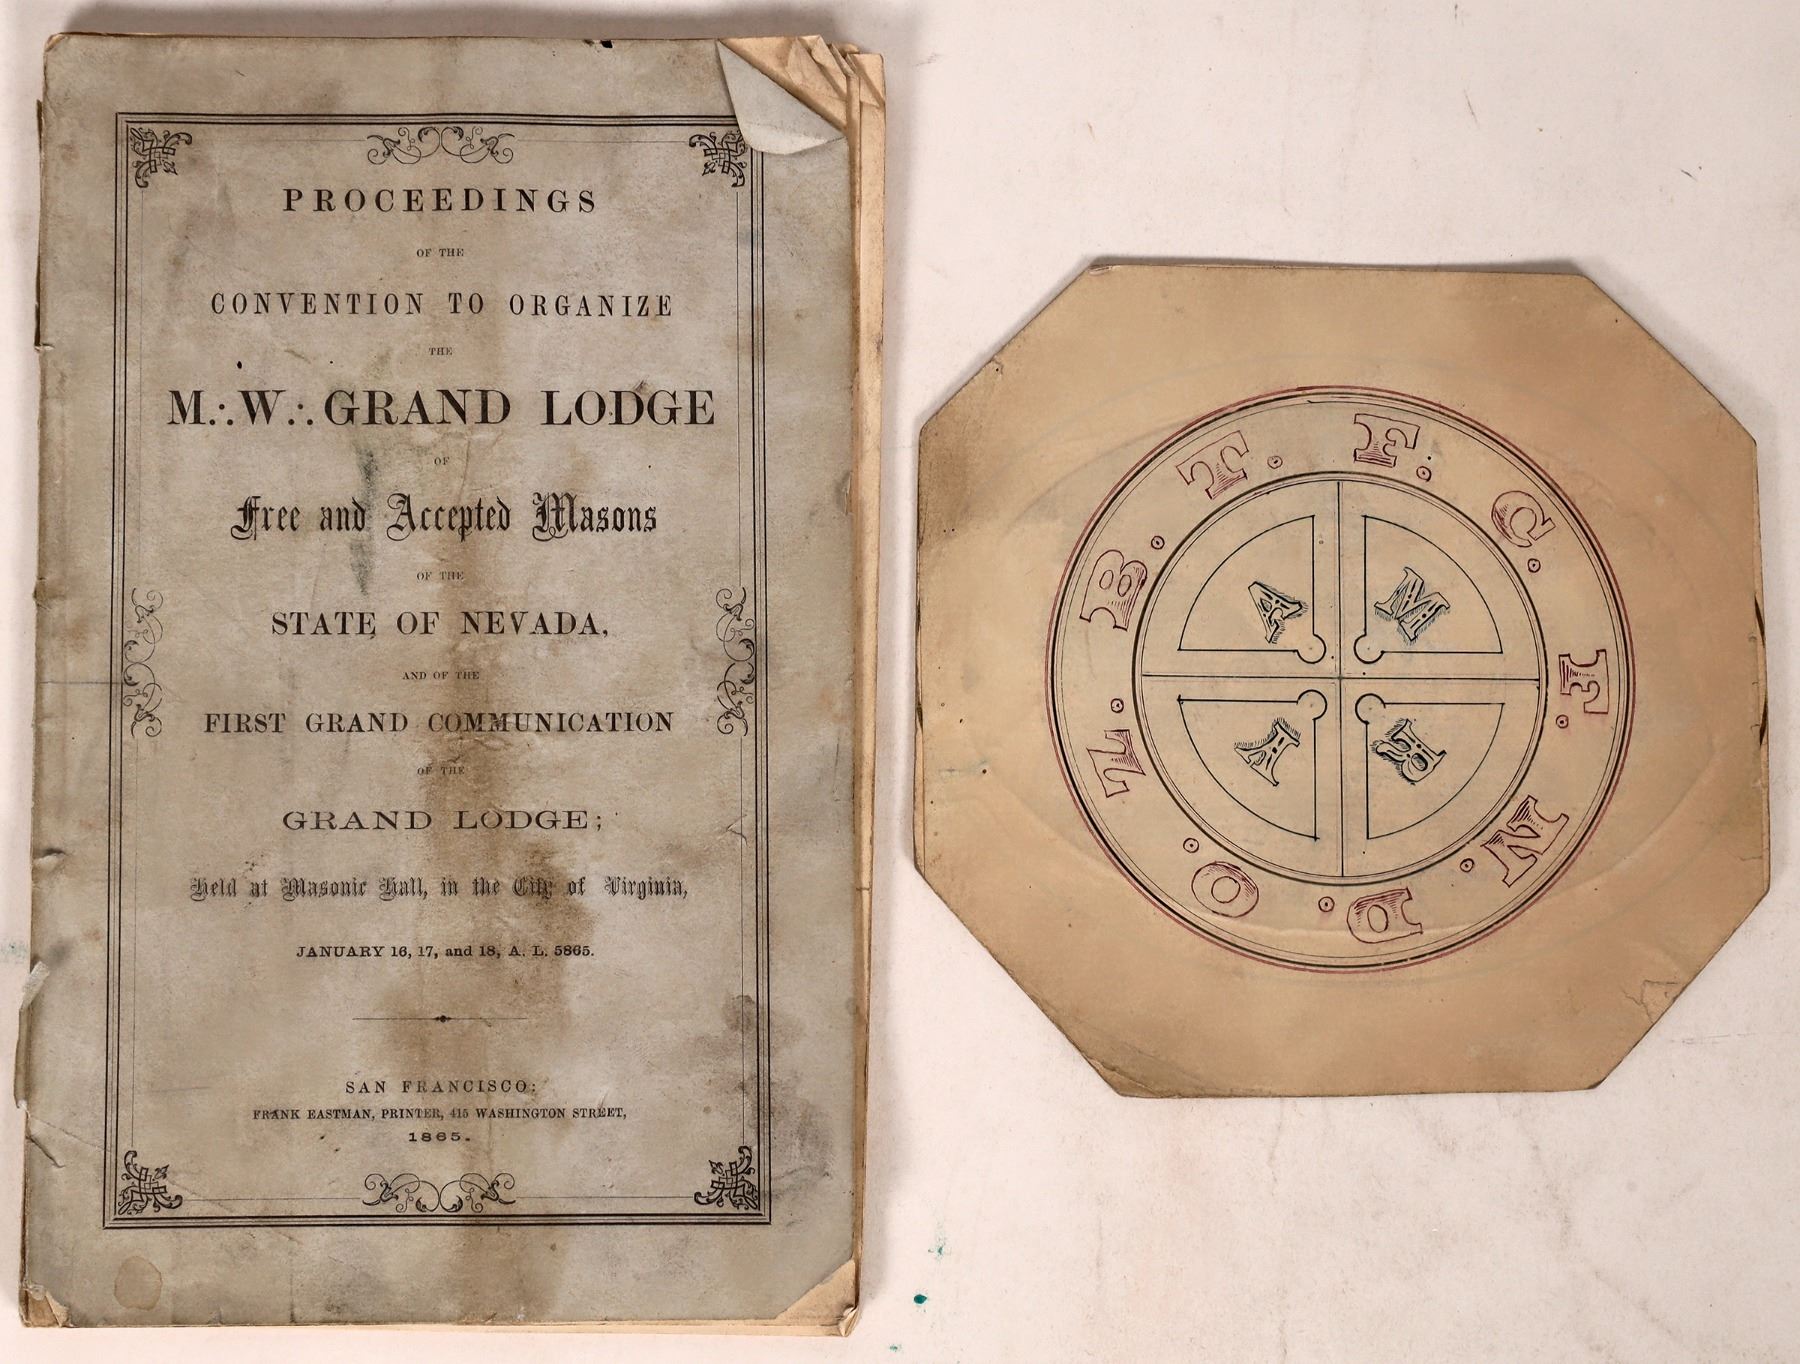 PROCEEDINGS
OF THE
CONVENTION TO ORGANIZE
THE
M∴W∴GRAND LODGE
OF
Free and Accepted Masons
OF THE
STATE OF NEVADA,
AND OF THE
FIRST GRAND COMMUNICATION
OF THE
GRAND LODGE;
Held at Masonic Hall, in the City of Virginia,
JANUARY 16, 17, and 18, A. L. 5865.
SAN FRANCISCO:
FRANK EASTMAN, PRINTER, 415 WASHINGTON STREET,
1865.
F. C. F. N. D. O. Z. B. T.
A M
A R